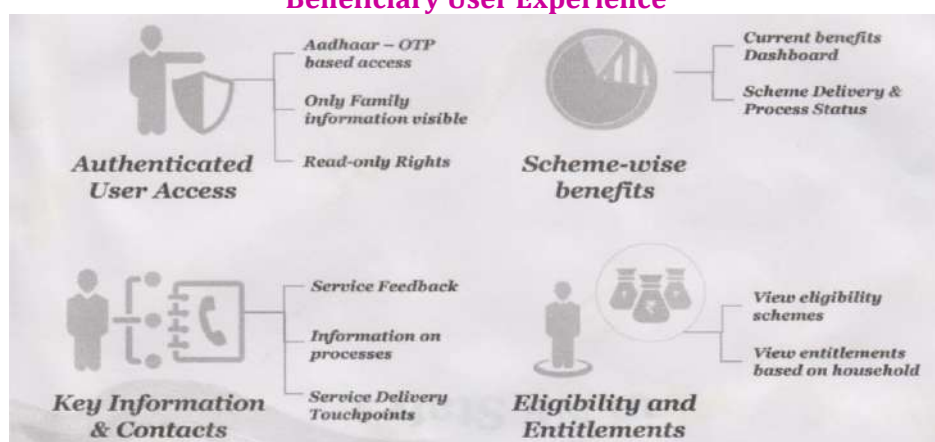 Beneficiary User Experience
Aadhaar – OTP
based access
Only Family
information visible
Read-only Rights
Authenticated
User Access
Current benefits
Dashboard
Scheme Delivery &
Process Status
Scheme-wise
benefits
Service Feedback
Information on
processes
Service Delivery
Touchpoints
Key Information
& Contacts
View eligibility
schemes
View entitlements
based on household
Eligibility and
Entitlements